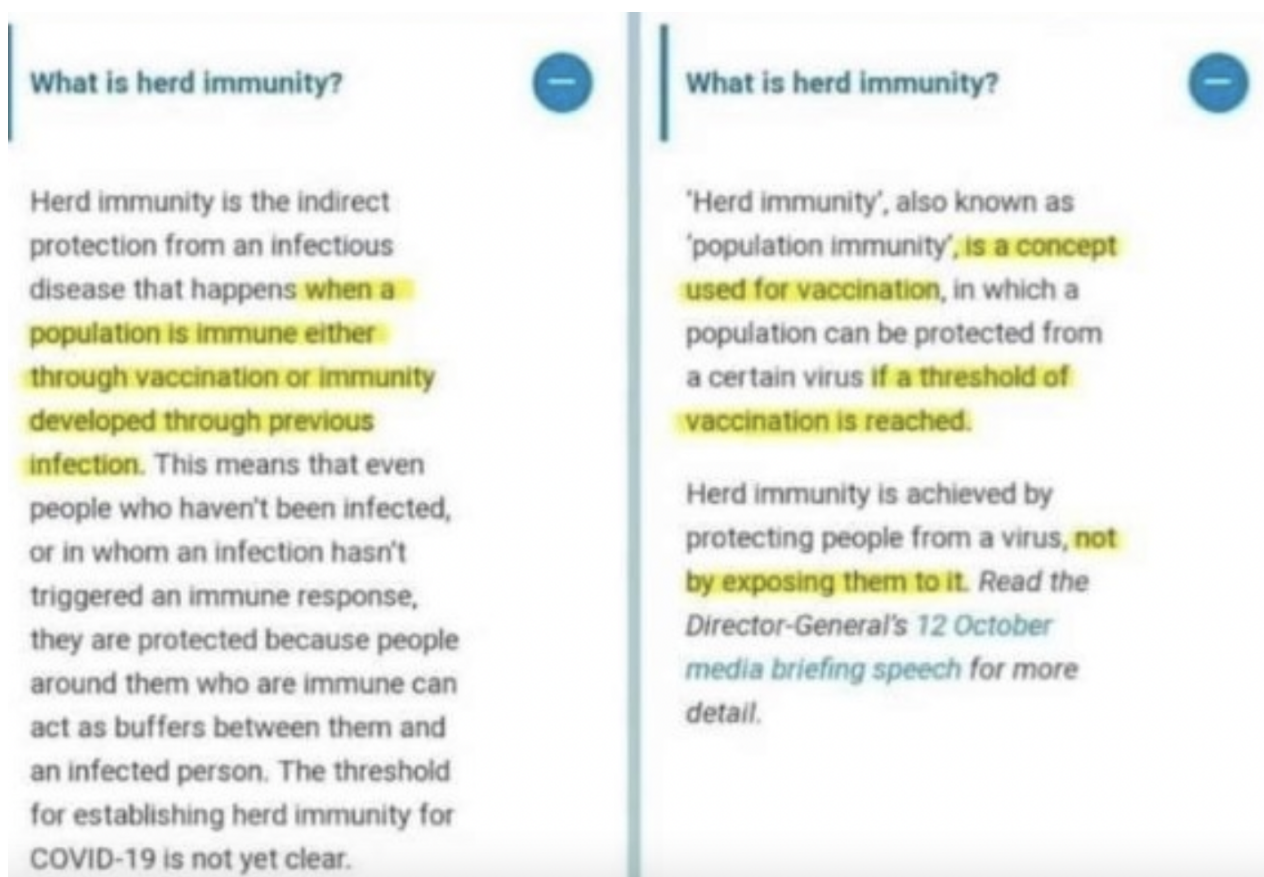 What is herd immunity?
Herd immunity is the indirect
protection from an infectious
disease that happens when a
population is immune either
through vaccination or immunity
developed through previous
infection. This means that even
people who haven't been infected,
or in whom an infection hasn't
triggered an immune response,
they are protected because people
around them who are immune can
act as buffers between them and
an infected person. The threshold
for establishing herd immunity for
COVID-19 is not yet clear.
What is herd immunity?
'Herd immunity', also known as
'population immunity', is a concept
used for vaccination, in which a
population can be protected from
a certain virus if a threshold of
vaccination is reached.
Herd immunity is achieved by
protecting people from a virus, not
by exposing them to it. Read the
Director-General's 12 October
media briefing speech for more
detail.